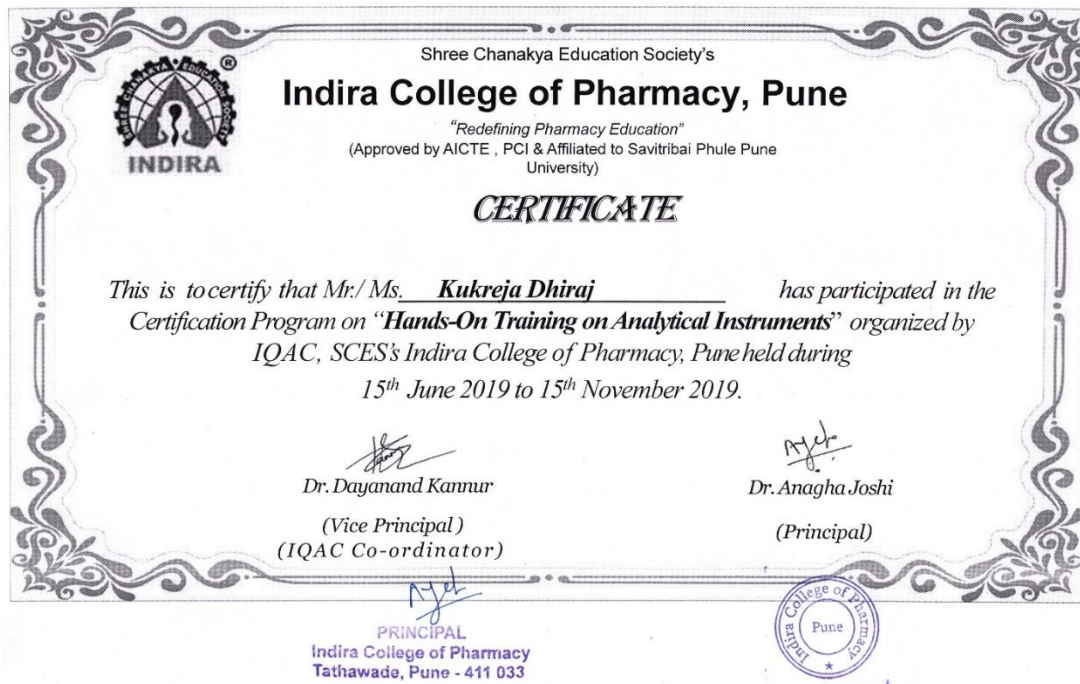 SHREE CHANAKYA EDUCATION SOCIETY
®
INDIRA
Shree Chanakya Education Society's
Indira College of Pharmacy, Pune
"Redefining Pharmacy Education"
(Approved by AICTE , PCI & Affiliated to Savitribai Phule Pune
University)
CERTIFICATE
This is to certify that Mr./ Ms. Kukreja Dhiraj has participated in the
Certification Program on "Hands-On Training on Analytical Instruments" organized by
IQAC, SCES's Indira College of Pharmacy, Pune held during
15th June 2019 to 15th November 2019.
Dr. Dayanand Kannur
(Vice Principal)
(IQAC Co-ordinator)
Dr. Anagha Joshi
(Principal)
PRINCIPAL
Indira College of Pharmacy
Tathawade, Pune - 411 033
Indira College of Pharmacy
Pune